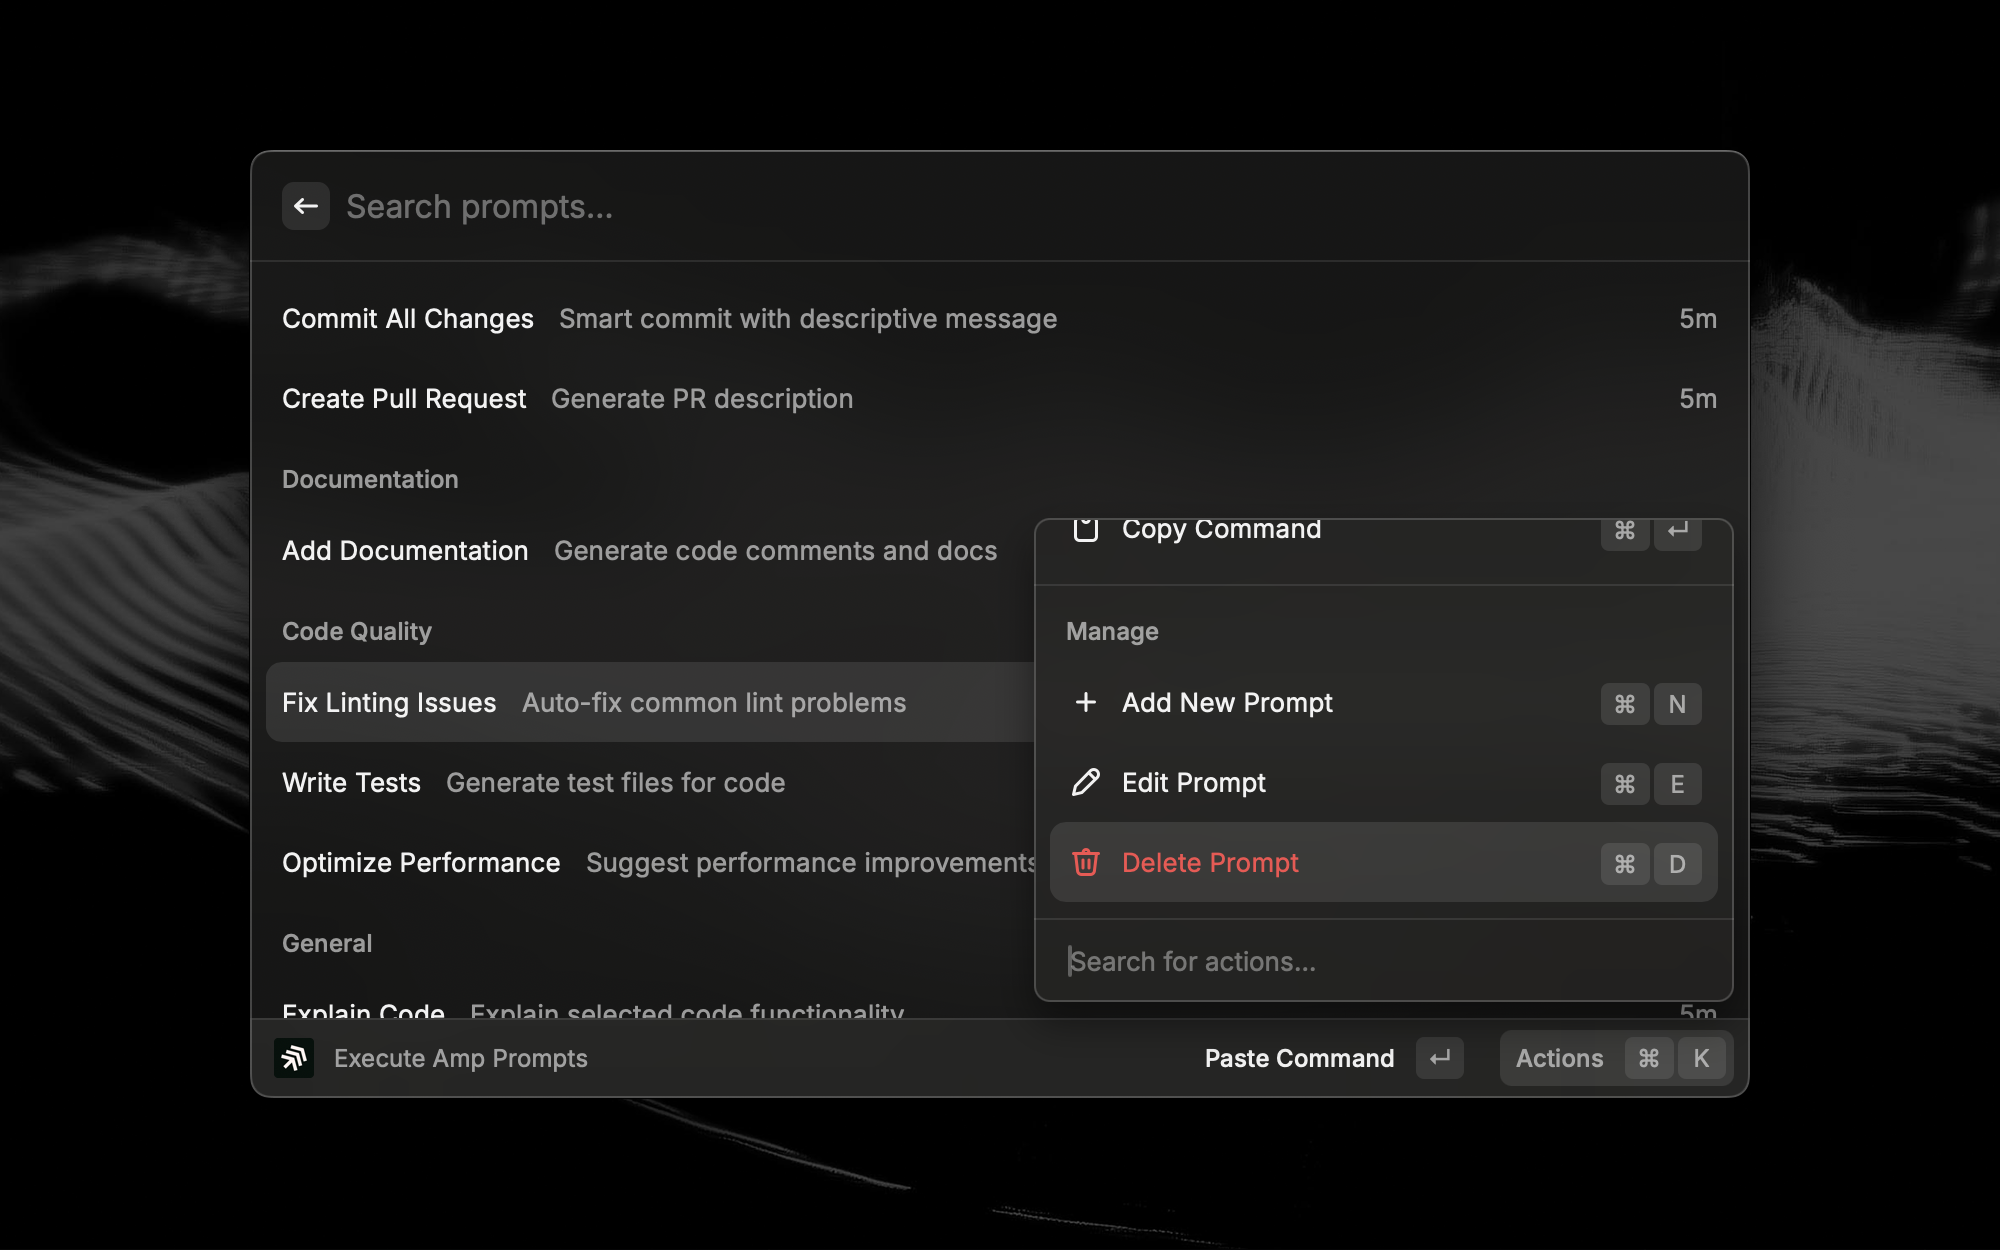 Search prompts...
Commit All Changes Smart commit with descriptive message 5m
Create Pull Request Generate PR description 5m
Documentation
Add Documentation Generate code comments and docs
Code Quality
Fix Linting Issues Auto-fix common lint problems
Write Tests Generate test files for code
Optimize Performance Suggest performance improvements
General
Explain Code Explain selected code functionality 5m
Copy Command ⌘ ↵
Manage
Add New Prompt ⌘ N
Edit Prompt ⌘ E
Delete Prompt ⌘ D
Search for actions...
Execute Amp Prompts Paste Command ↵ Actions ⌘ K